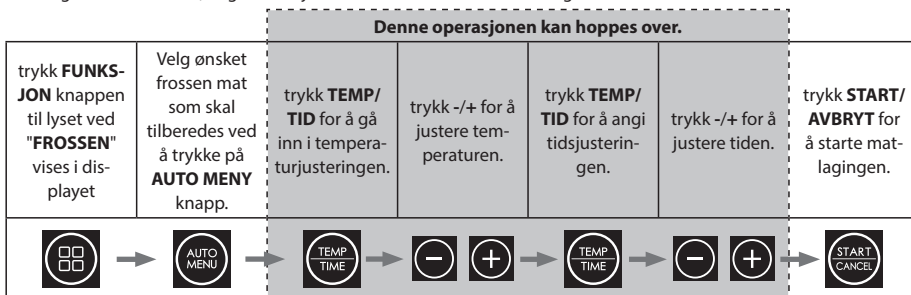 Denne operasjonen kan hoppes over.
trykk FUNKS-
JON knappen
til lyset ved
"FROSSEN"
vises i dis-
playet
Velg ønsket
frossen mat
som skal
tilberedes ved
å trykke på
AUTO MENY
knapp.
trykk TEMP/
TID for å gå
inn i tempera-
turjusteringen.
trykk -/+ for å
justere tem-
peraturen.
trykk TEMP/
TID for å angi
tidsjusterin-
gen.
trykk -/+ for å
justere tiden.
trykk START/
AVBRYT for
å starte mat-
lagingen.
AUTO
MENU
TEMP
TIME
- +
TEMP
TIME
- +
START
CANCEL